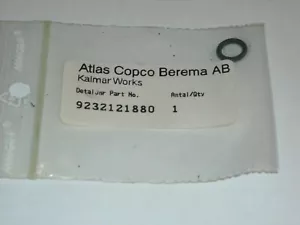 Atlas Copco Berema AB
Kalmar Works
Detaljnr Part No. Antal/Qty
9232121880 1